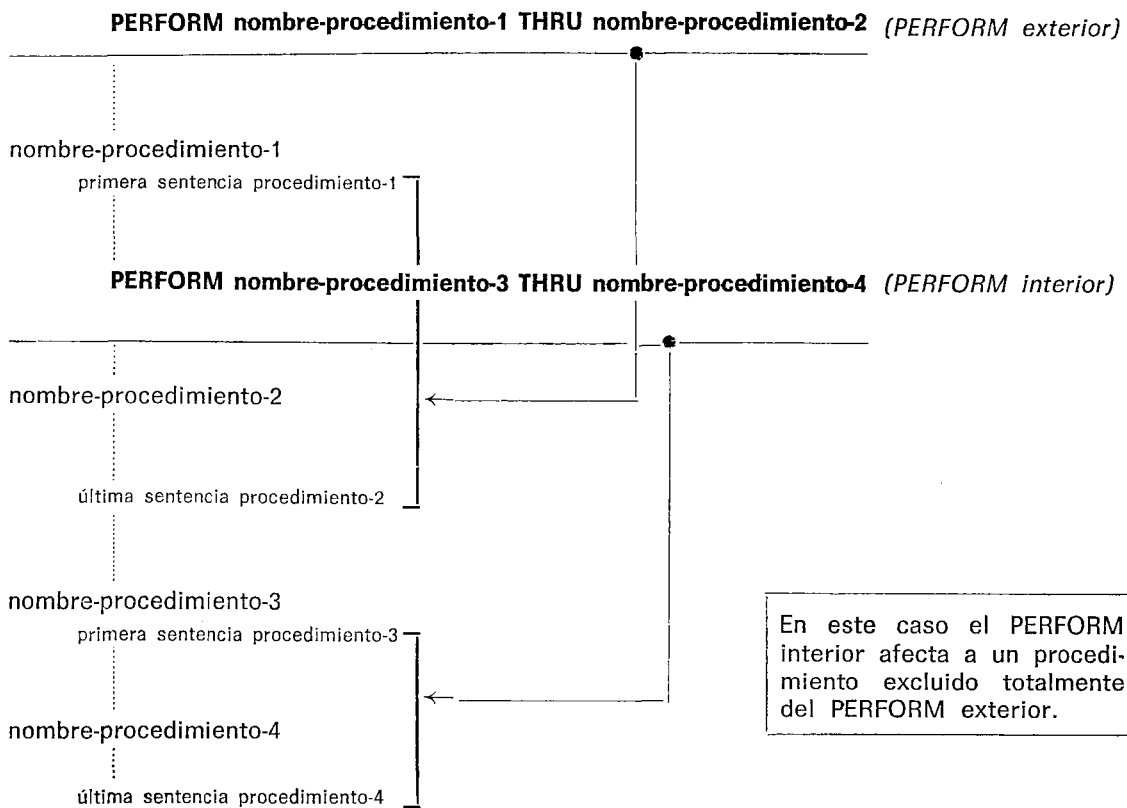 PERFORM nombre-procedimiento-1 THRU nombre-procedimiento-2 (PERFORM exterior)
nombre-procedimiento-1
primera sentencia procedimiento-1
PERFORM nombre-procedimiento-3 THRU nombre-procedimiento-4 (PERFORM interior)
nombre-procedimiento-2
última sentencia procedimiento-2
nombre-procedimiento-3
primera sentencia procedimiento-3
nombre-procedimiento-4
última sentencia procedimiento-4
En este caso el PERFORM
interior afecta a un procedi-
miento excluido totalmente
del PERFORM exterior.